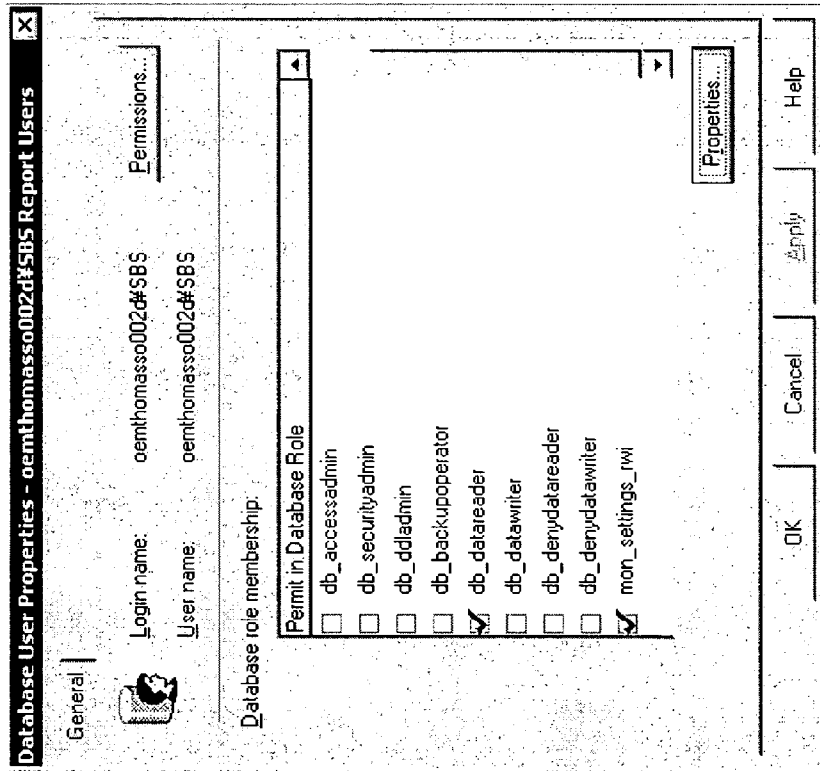 Database User Properties - oemthomasso002d¥SBS Report Users
General
Login name: oemthomasso002d¥SBS
Permissions...
User name: oemthomasso002d¥SBS
Database role membership:
Permit in Database Role
db_accessadmin
db_securityadmin
db_ddladmin
db_backupoperator
db_datareader
db_datawriter
db_denydatareader
db_denydatawriter
mon_settings_rwi
Properties...
OK Cancel Apply Help